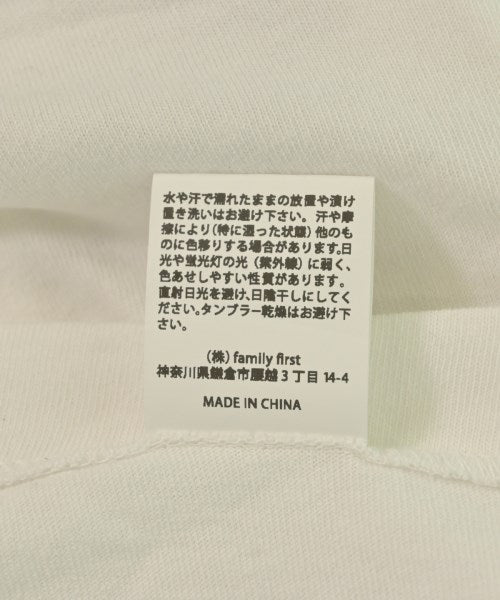 水や汗で濡れたままの放置や漬け
置き洗いはお避け下さい。汗や摩
擦により(特に湿った状態)他のも
のに色移りする場合があります。日
光や蛍光灯の光(紫外線)に弱く、
色あせしやすい性質があります。
直射日光を避け、日陰干しにしてく
ださい。タンブラー乾燥はお避け下
さい。
(株) family first
神奈川県鎌倉市腰越3丁目14-4
MADE IN CHINA